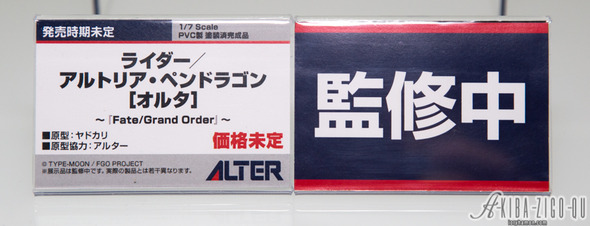 発売時期未定
1/7 Scale
PVC製 塗装済完成品
ライダー／
アルトリア・ペンドラゴン
[オルタ]
～『Fate/Grand Order』～
■原型：ヤドカリ
■原型協力：アルター
価格未定
© TYPE-MOON / FGO PROJECT
※展示品は監修中です。実際の製品とは若干異なります。
ALTER
監修中
AKIBA-ZIGO-QU